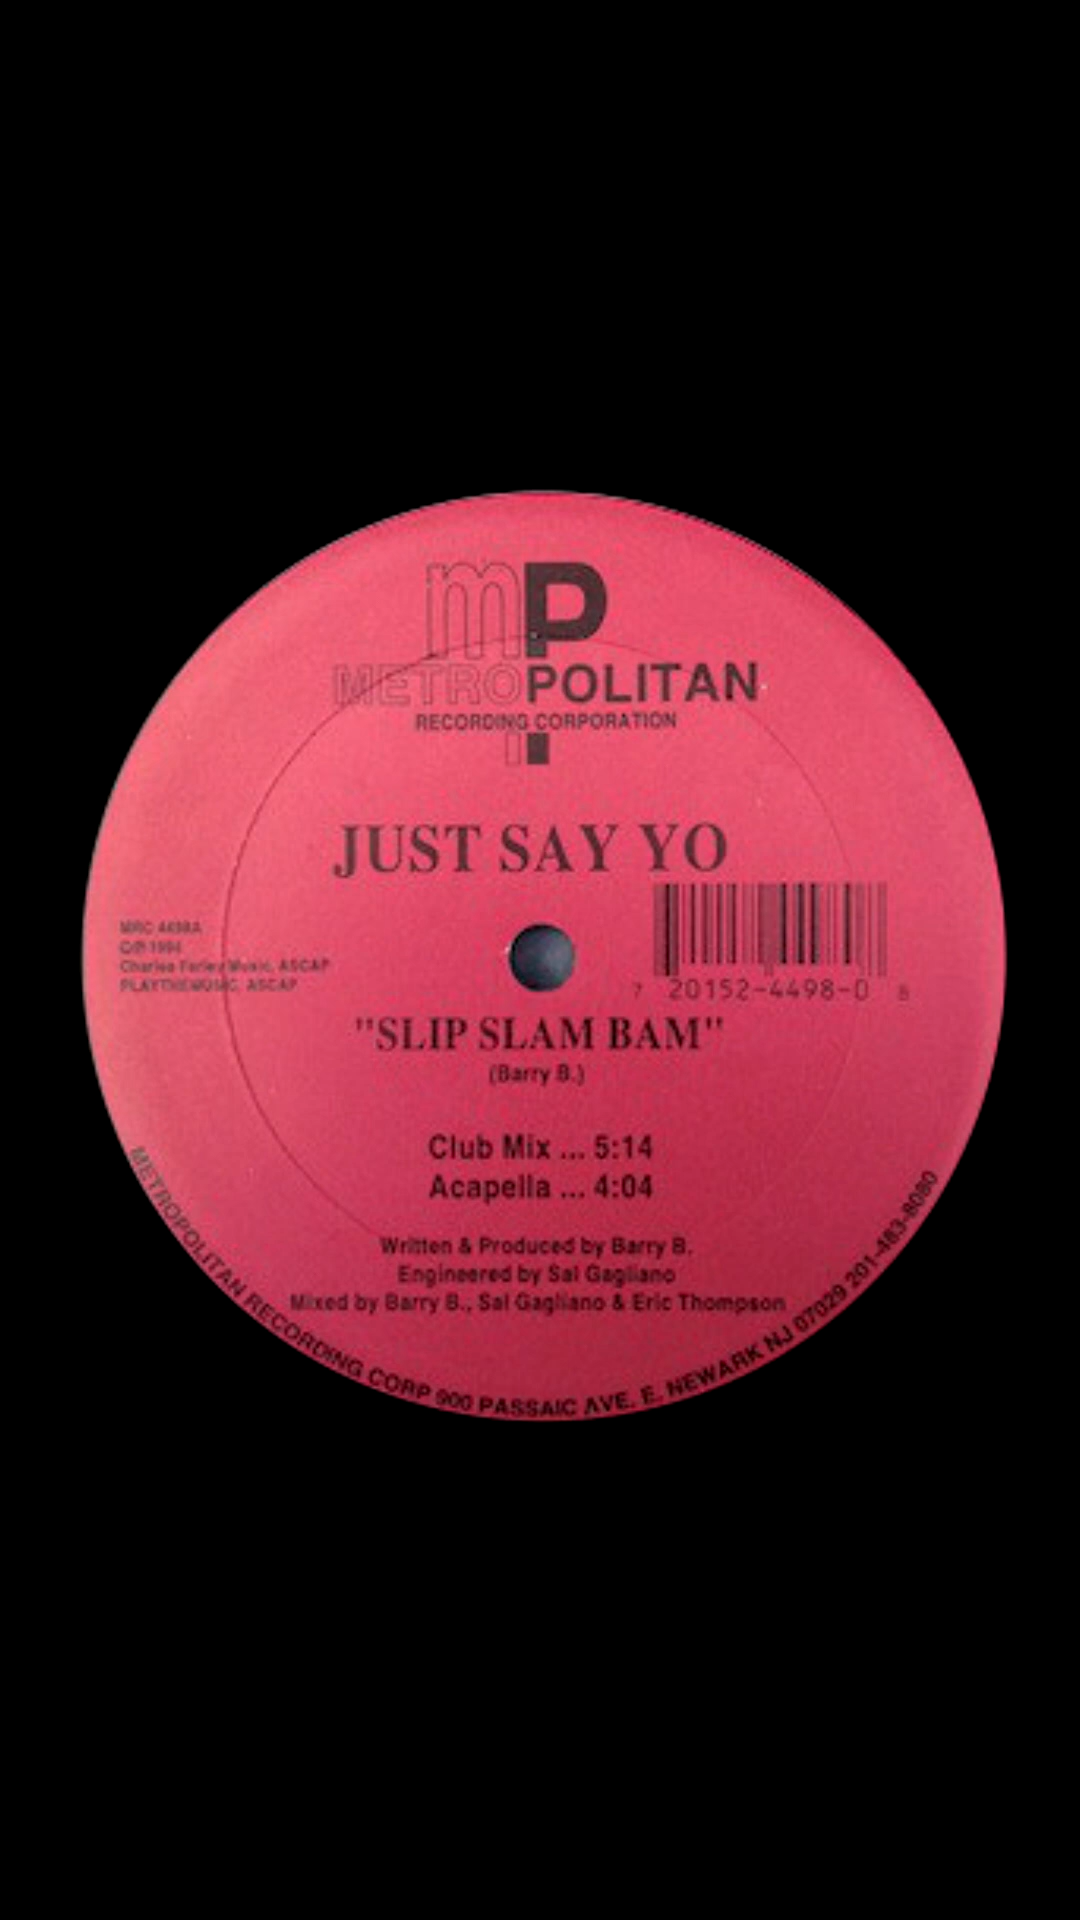 mP
METROPOLITAN
RECORDING CORPORATION
JUST SAY YO
MRC 4498A
©℗ 1994
Charles Farley Music, ASCAP
PLAYTHEMUSIC, ASCAP
7 20152-4498-0 8
"SLIP SLAM BAM"
(Barry B.)
Club Mix ... 5:14
Acapella ... 4:04
Written & Produced by Barry B.
Engineered by Sal Gagliano
Mixed by Barry B., Sal Gagliano & Eric Thompson
METROPOLITAN RECORDING CORP 900 PASSAIC AVE. E. NEWARK NJ 07029 201-483-8080